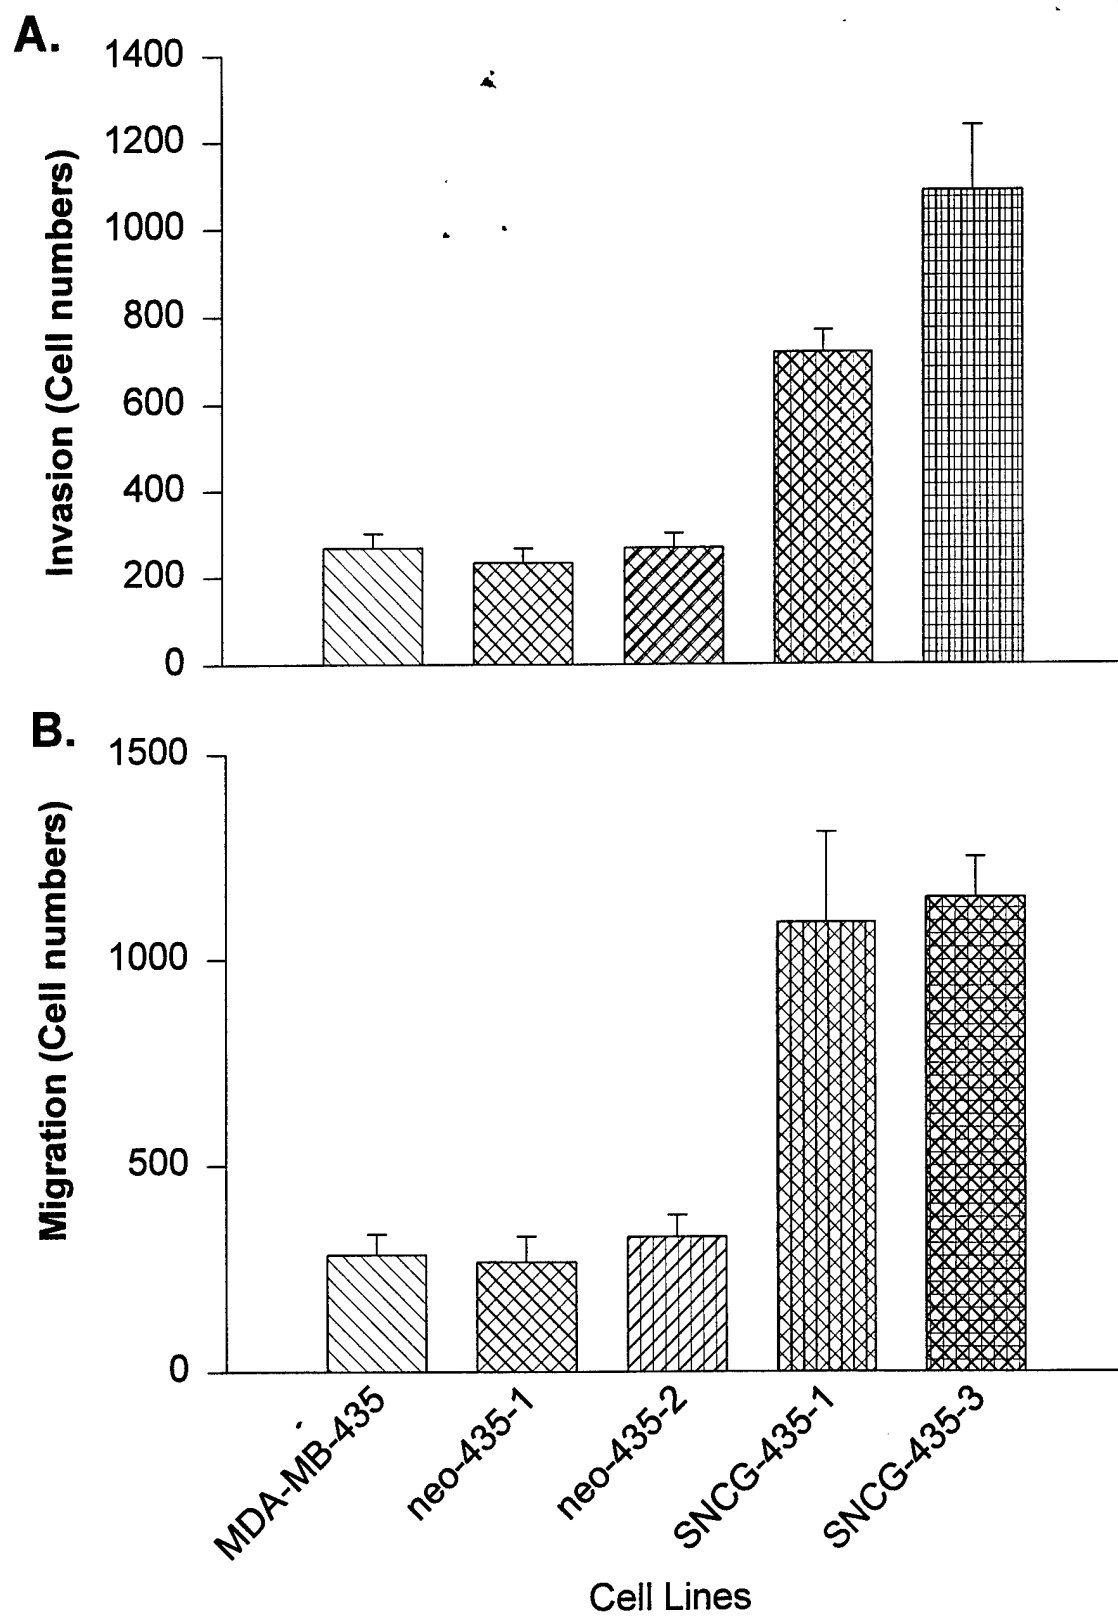 A.
Invasion (Cell numbers)
1400
1200
1000
800
600
400
200
0
B.
Migration (Cell numbers)
1500
1000
500
0
MDA-MB-435
neo-435-1
neo-435-2
SNCG-435-1
SNCG-435-3
Cell Lines